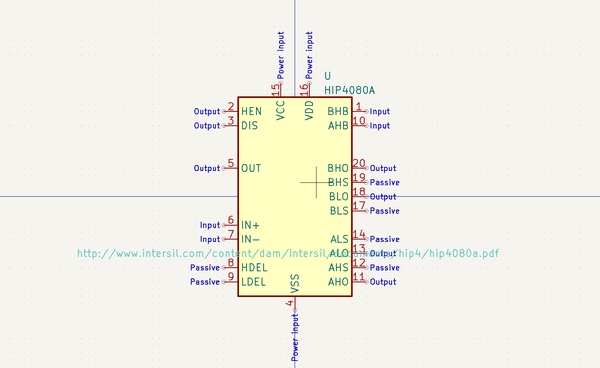 Power input
Power input
U
HIP4080A
15
16
VCC
VDD
Output 2 HEN
BHB 1 Input
Output 3 DIS
AHB 10 Input
Output 5 OUT
BHO 20 Output
BHS 19 Passive
BLO 18 Output
BLS 17 Passive
Input 6 IN+
Input 7 IN-
ALS 14 Passive
ALO 13 Output
http://www.intersil.com/content/dam/Intersil/documents/hip4/hip4080a.pdf
Passive 8 HDEL
AHS 12 Passive
Passive 9 LDEL
AHO 11 Output
VSS
4
Power input